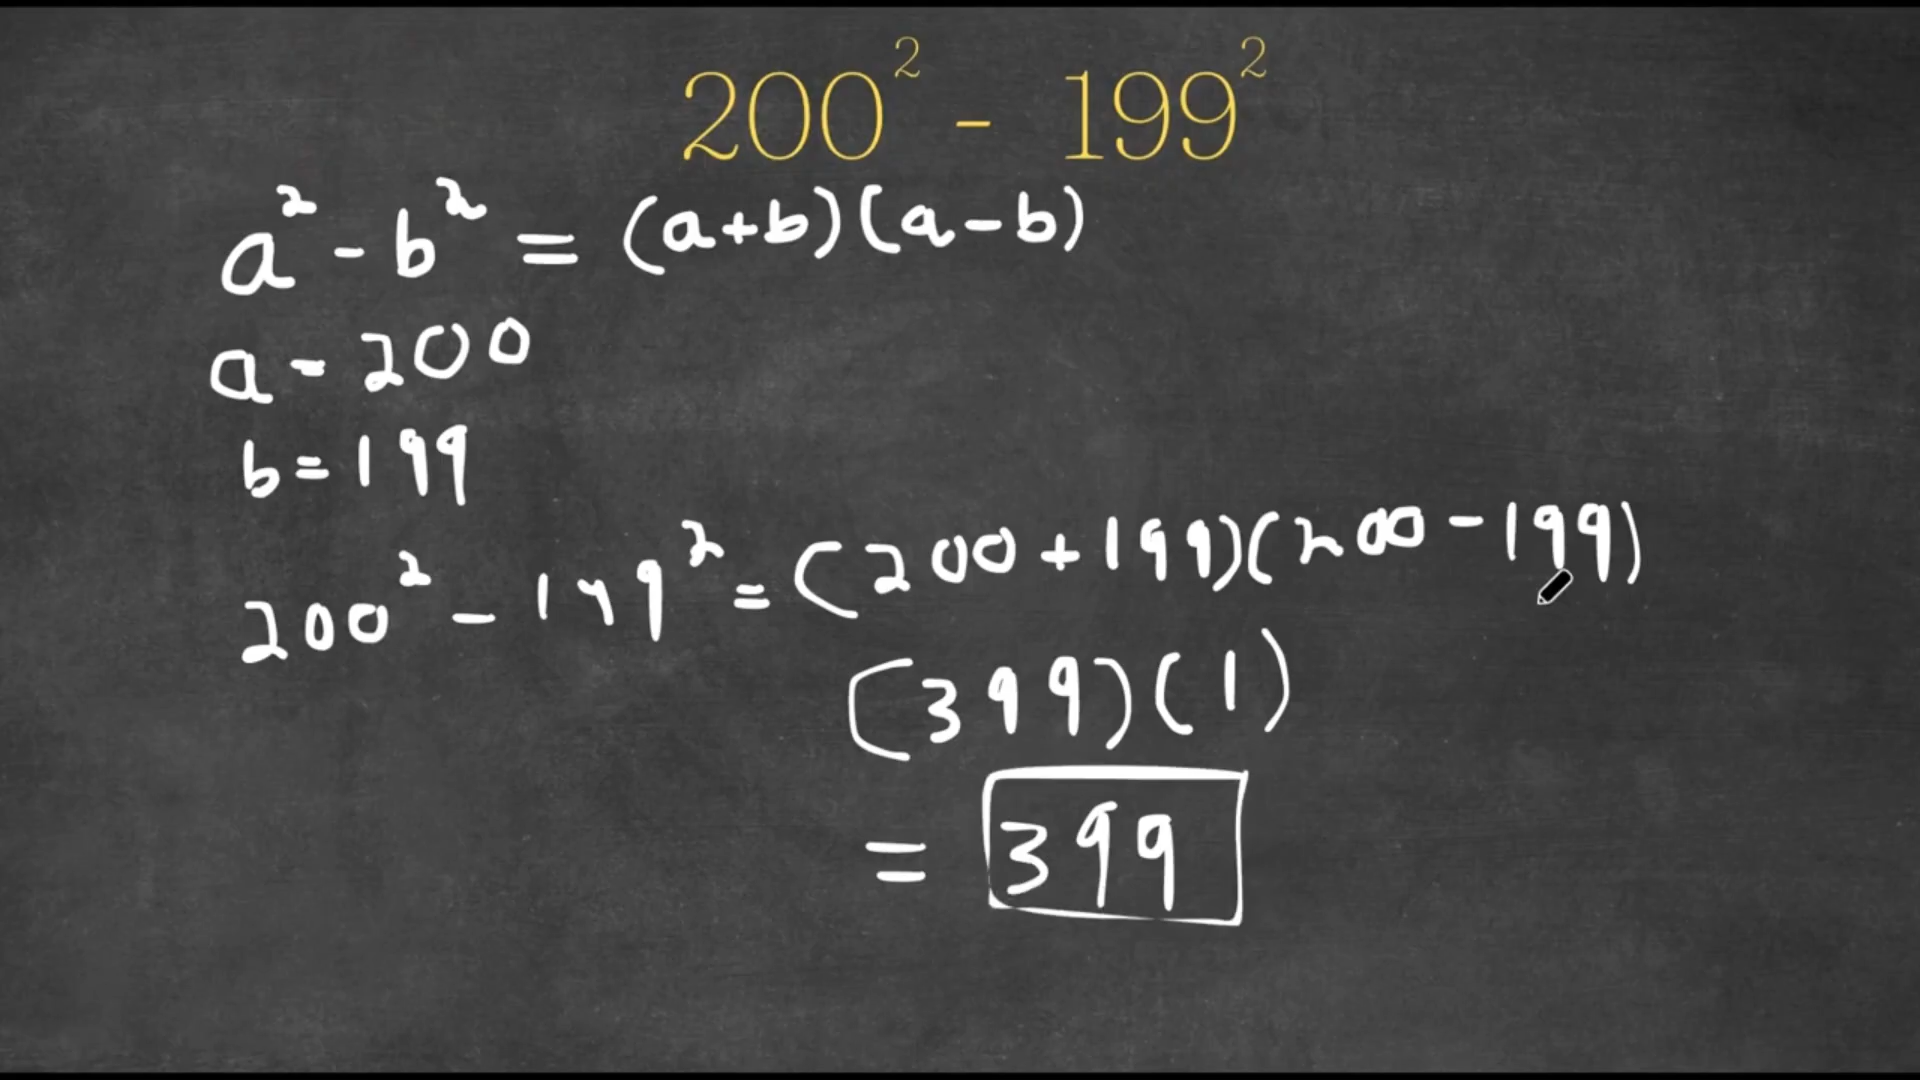 200² - 199²
a² - b² = (a+b)(a-b)
a - 200
b = 199
200² - 199² = (200 + 199)(200 - 199)
(399)(1)
= 399